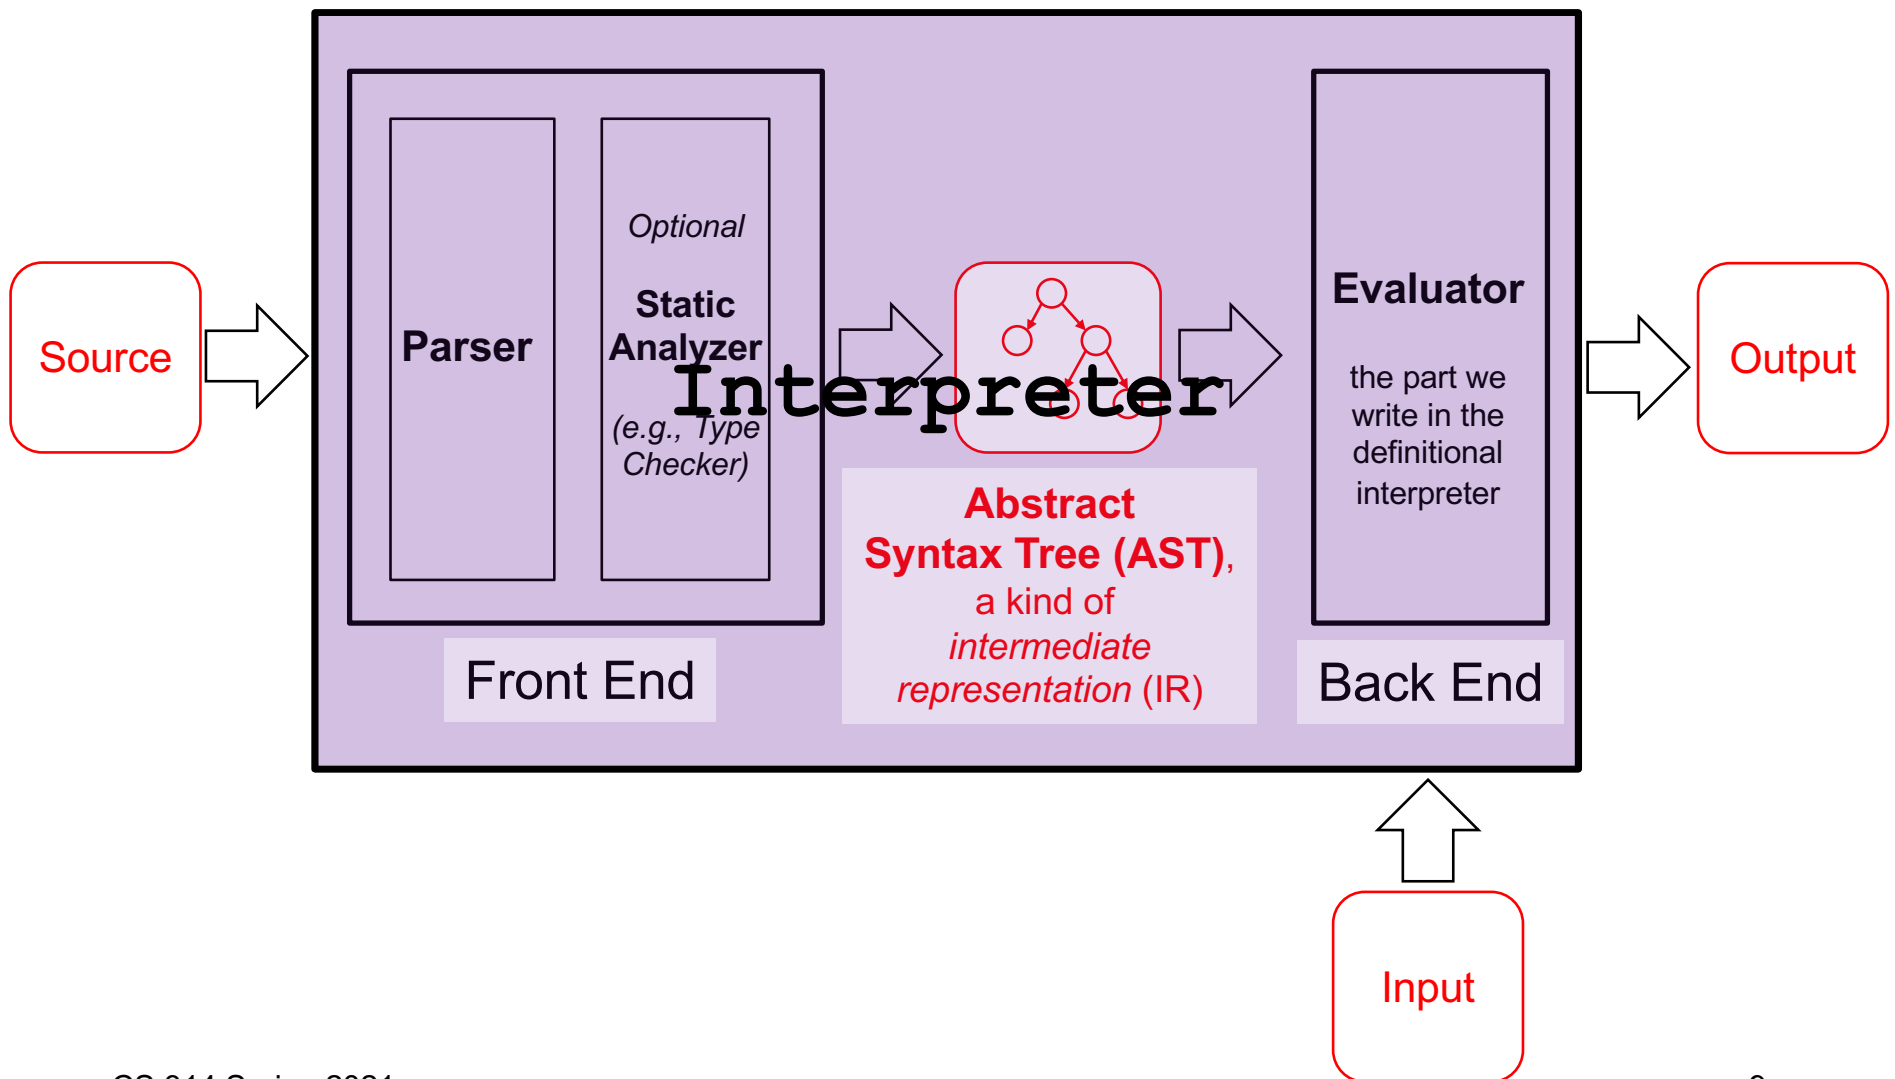 Source
Parser
Optional
Static
Analyzer
(e.g., Type
Checker)
Interpreter
Front End
Abstract
Syntax Tree (AST),
a kind of
intermediate
representation (IR)
Evaluator
the part we
write in the
definitional
interpreter
Back End
Output
Input